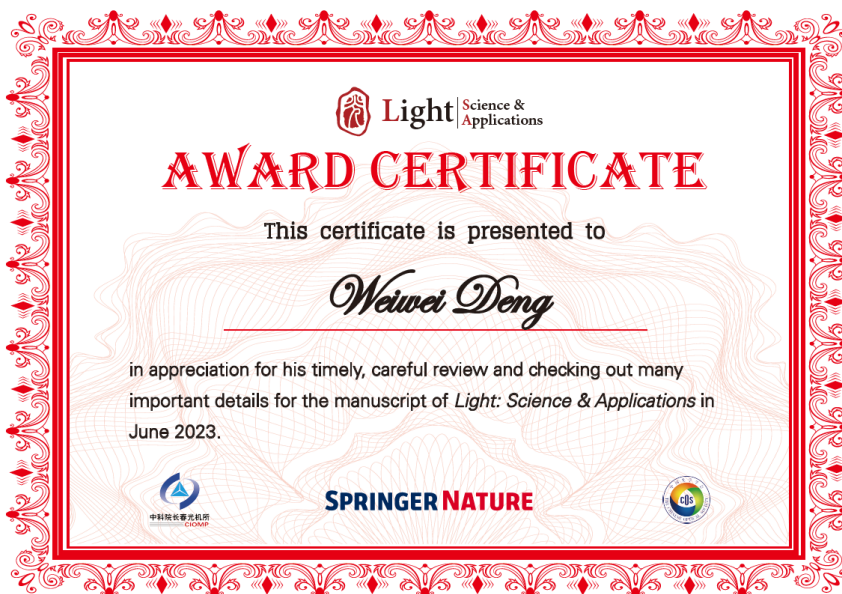 Light Science & Applications
AWARD CERTIFICATE
This certificate is presented to
Weiwei Deng
in appreciation for his timely, careful review and checking out many
important details for the manuscript of Light: Science & Applications in
June 2023.
中科院长春光机所
CIOMP
SPRINGER NATURE
COS